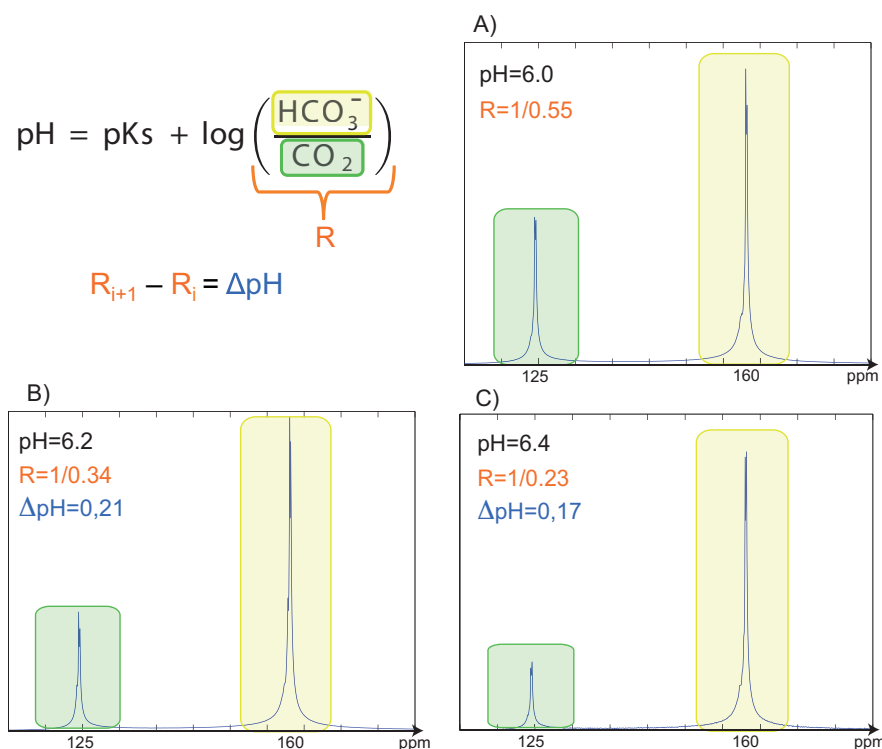 pH = pKs + log(HCO₃⁻/CO₂)
R
Rᵢ₊₁ – Rᵢ = ΔpH
A)
pH=6.0
R=1/0.55
125 160 ppm
B)
pH=6.2
R=1/0.34
ΔpH=0,21
125 160 ppm
C)
pH=6.4
R=1/0.23
ΔpH=0,17
125 160 ppm